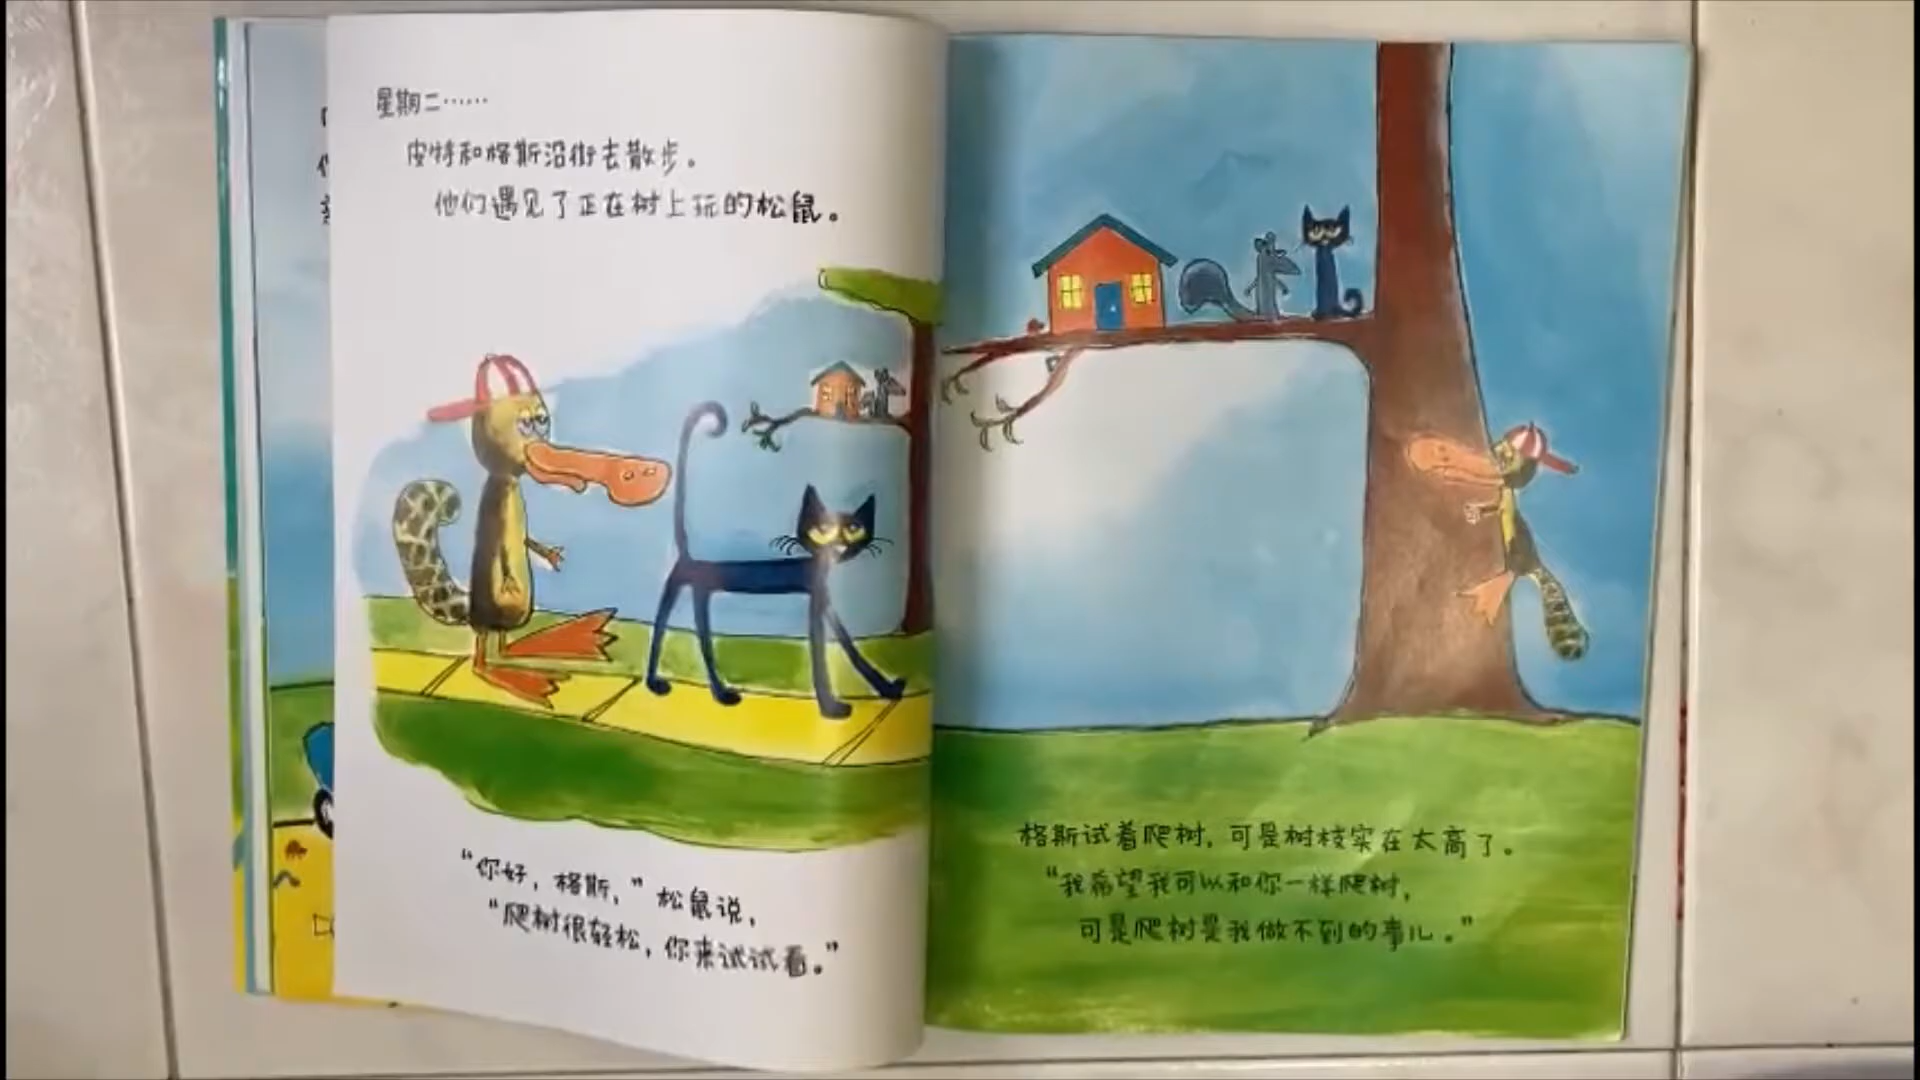 星期二……
皮特和格斯沿街去散步。
他们遇见了正在树上玩的松鼠。
“你好，格斯，”松鼠说，
“爬树很轻松，你来试试看。”
格斯试着爬树，可是树枝实在太高了。
“我希望我可以和你一样爬树，
可是爬树是我做不到的事儿。”